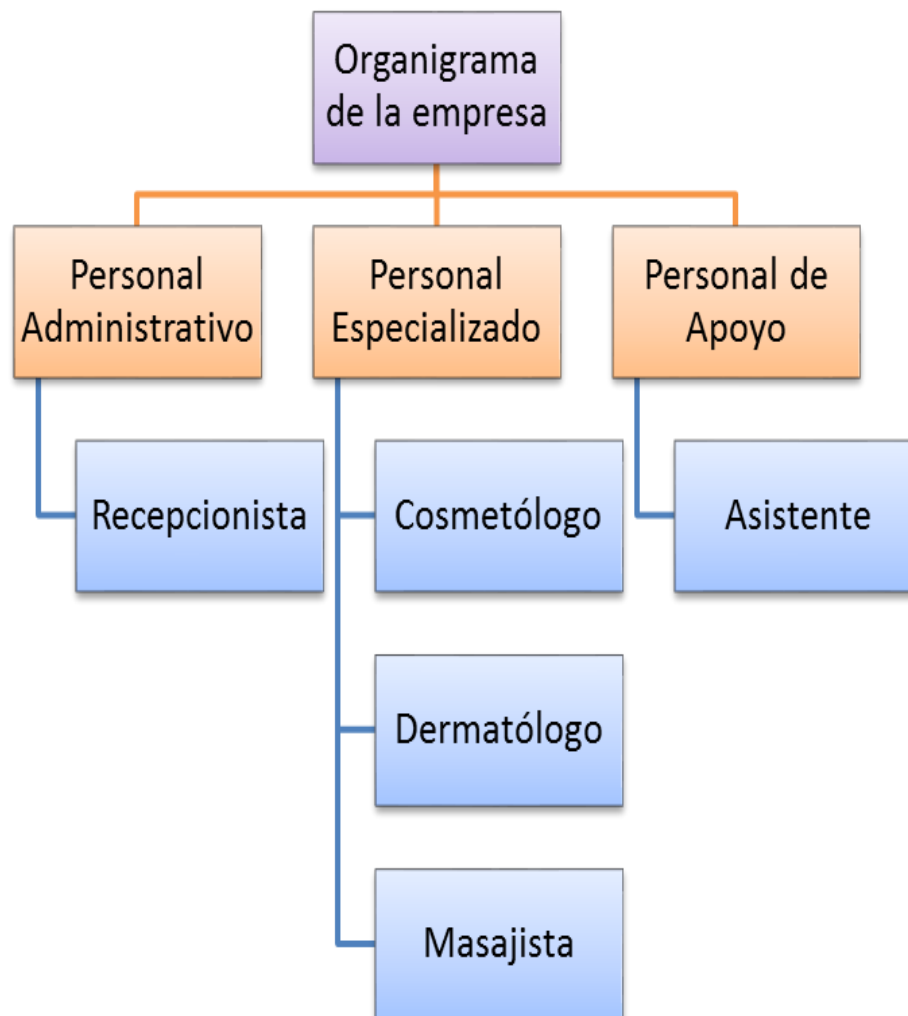 Organigrama
de la empresa
Personal
Administrativo
Personal
Especializado
Personal de
Apoyo
Recepcionista
Cosmetólogo
Asistente
Dermatólogo
Masajista